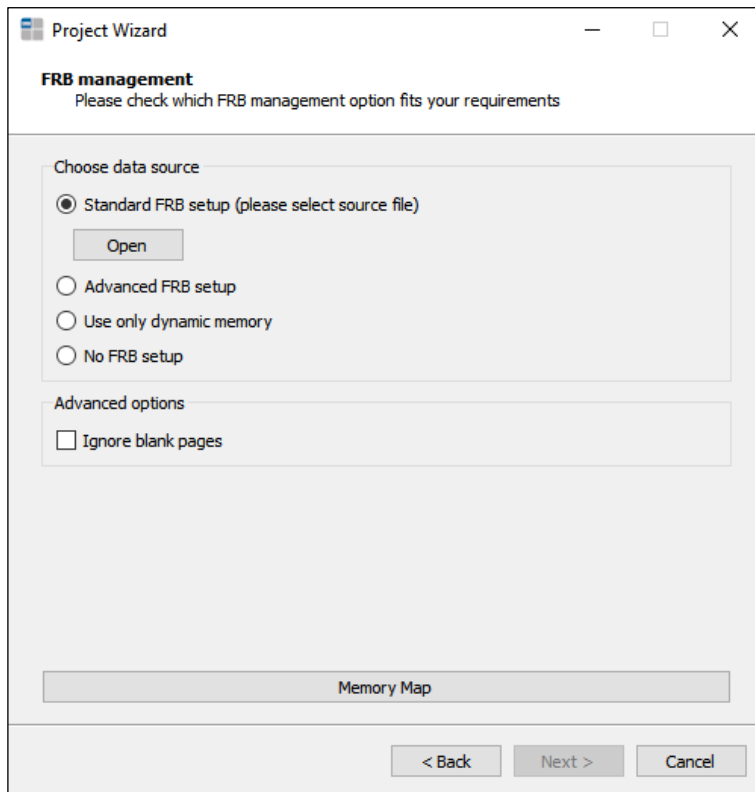 Project Wizard
FRB management
Please check which FRB management option fits your requirements
Choose data source
Standard FRB setup (please select source file)
Open
Advanced FRB setup
Use only dynamic memory
No FRB setup
Advanced options
Ignore blank pages
Memory Map
< Back Next > Cancel